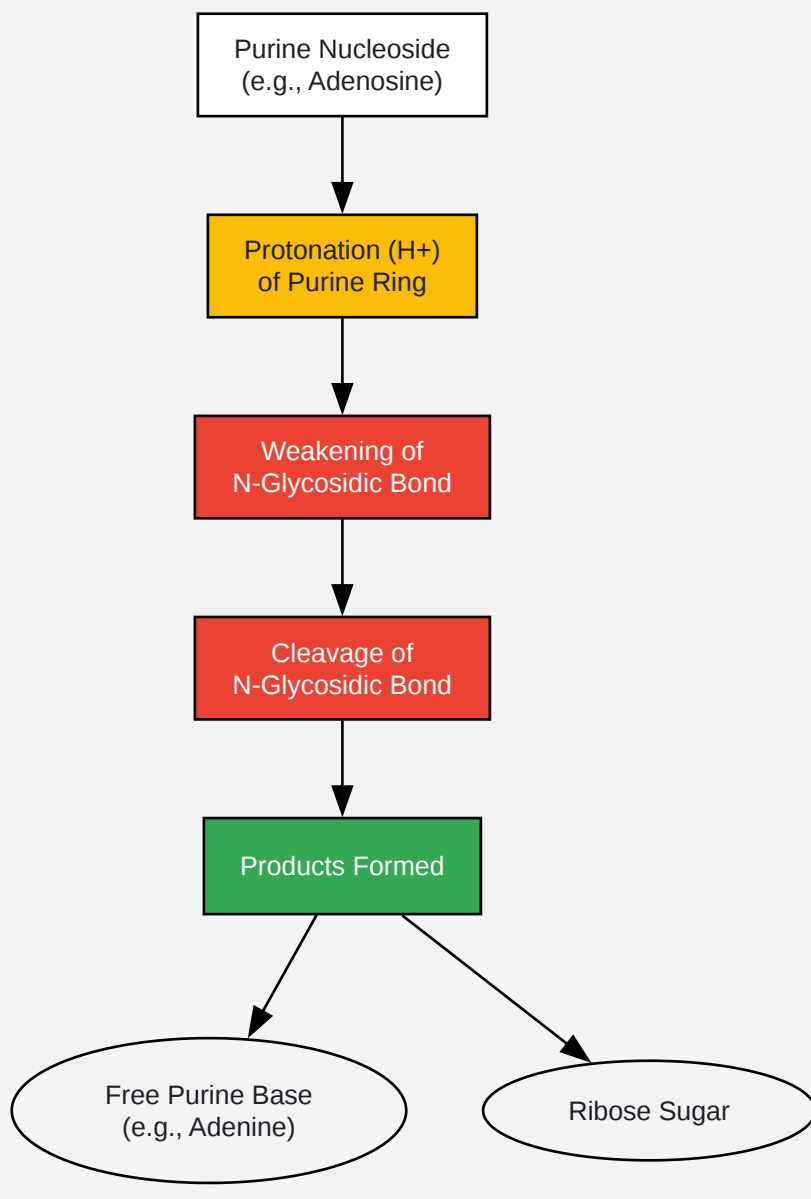 Purine Nucleoside
(e.g., Adenosine)
Protonation (H+)
of Purine Ring
Weakening of
N-Glycosidic Bond
Cleavage of
N-Glycosidic Bond
Products Formed
Free Purine Base
(e.g., Adenine)
Ribose Sugar